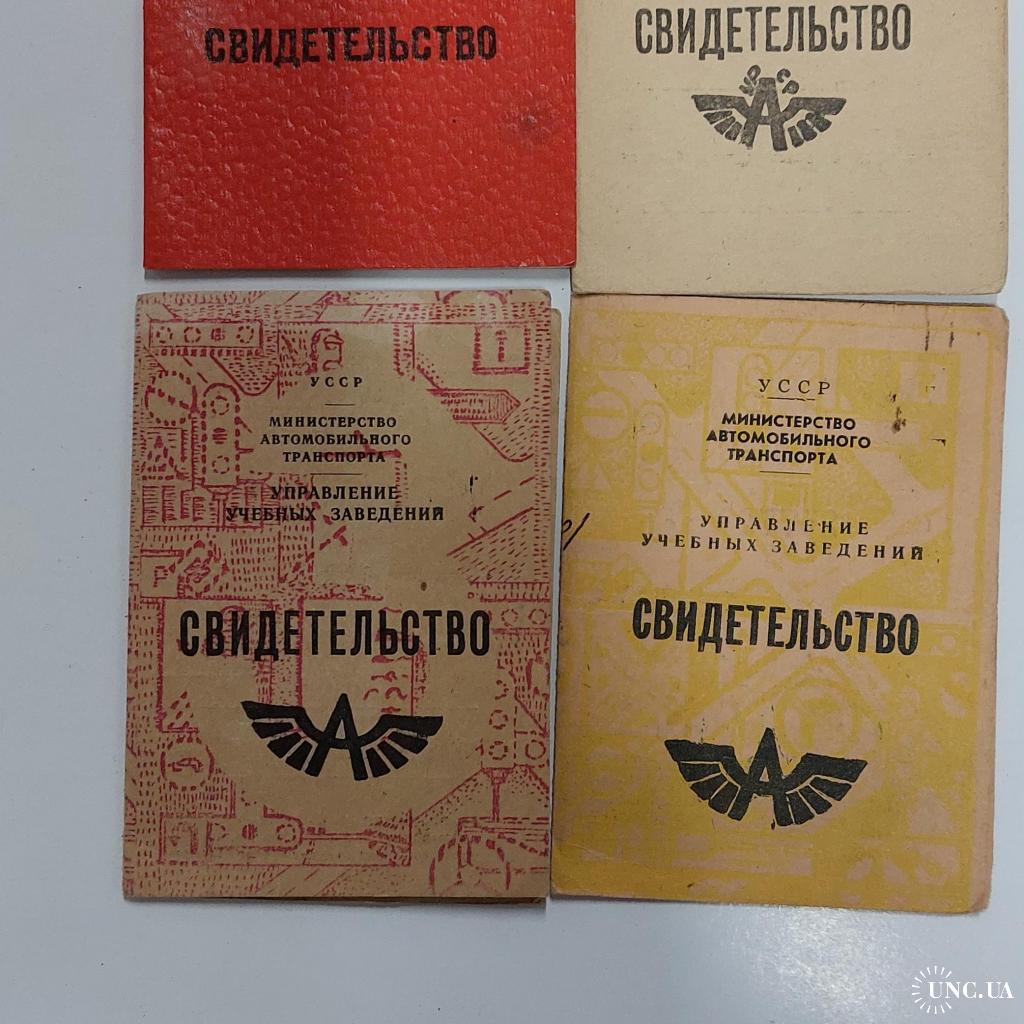 СВИДЕТЕЛЬСТВО
СВИДЕТЕЛЬСТВО
УРСР
А
УССР
МИНИСТЕРСТВО
АВТОМОБИЛЬНОГО
ТРАНСПОРТА
УПРАВЛЕНИЕ
УЧЕБНЫХ ЗАВЕДЕНИЙ
СВИДЕТЕЛЬСТВО
А
УССР
МИНИСТЕРСТВО
АВТОМОБИЛЬНОГО
ТРАНСПОРТА
УПРАВЛЕНИЕ
УЧЕБНЫХ ЗАВЕДЕНИЙ
СВИДЕТЕЛЬСТВО
А
UNC.UA